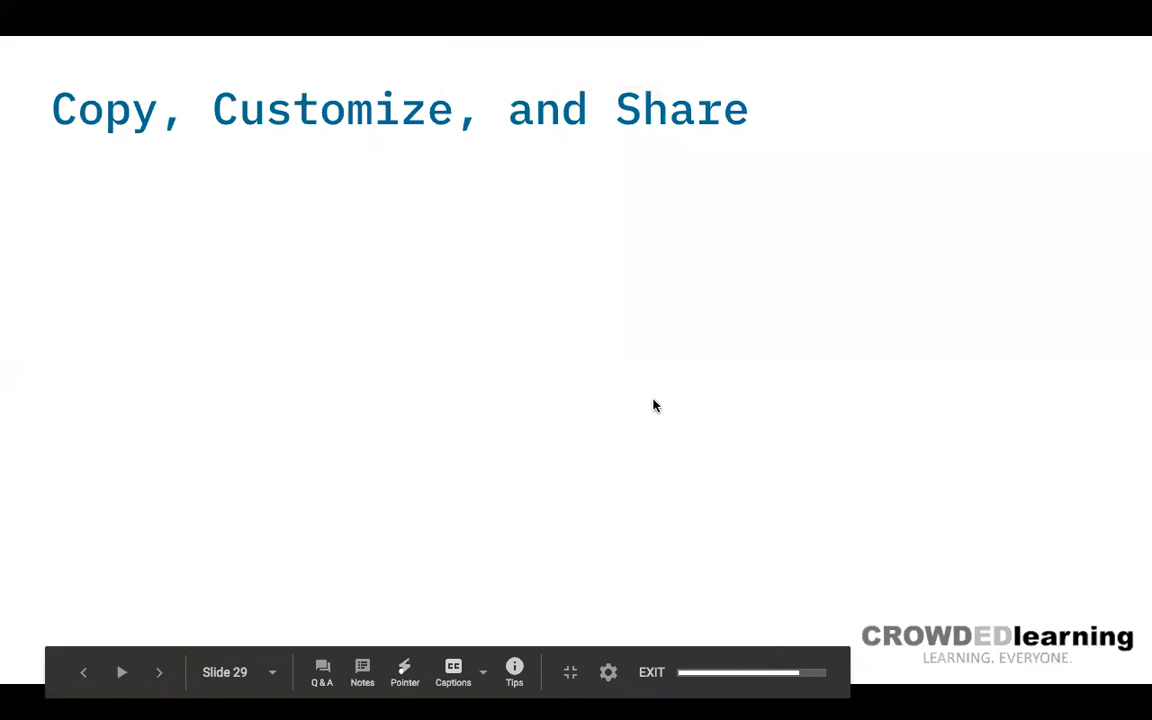 Copy, Customize, and Share
CROWDEDlearning
LEARNING. EVERYONE.
Slide 29
Q & A
Notes
Pointer
Captions
Tips
EXIT